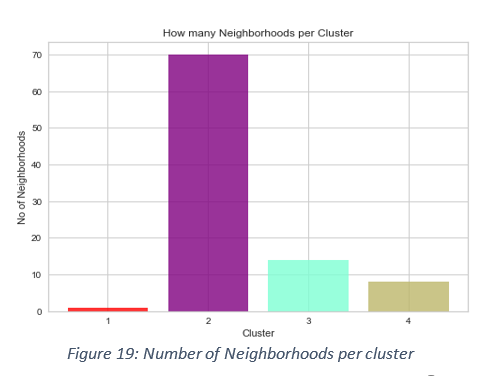 How many Neighborhoods per Cluster
No of Neighborhoods
70
60
50
40
30
20
10
0
1 2 3 4
Cluster
Figure 19: Number of Neighborhoods per cluster